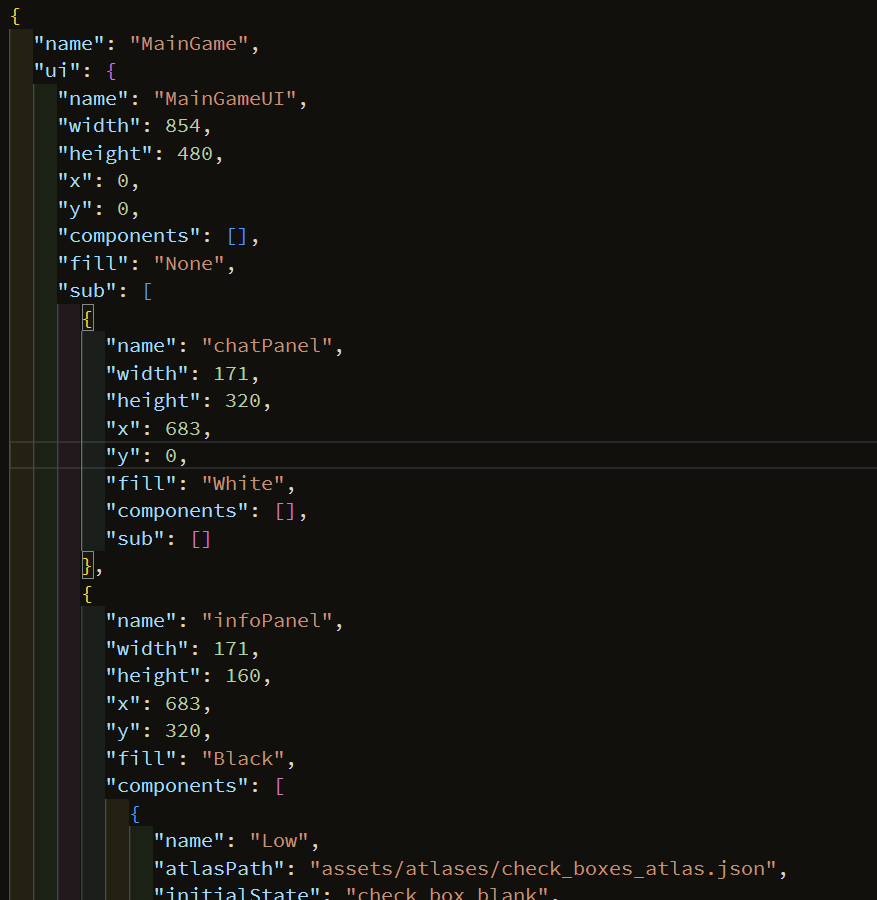 {
"name": "MainGame",
"ui": {
"name": "MainGameUI",
"width": 854,
"height": 480,
"x": 0,
"y": 0,
"components": [],
"fill": "None",
"sub": [
{
"name": "chatPanel",
"width": 171,
"height": 320,
"x": 683,
"y": 0,
"fill": "White",
"components": [],
"sub": []
},
{
"name": "infoPanel",
"width": 171,
"height": 160,
"x": 683,
"y": 320,
"fill": "Black",
"components": [
{
"name": "Low",
"atlasPath": "assets/atlases/check_boxes_atlas.json",
"initialState": "check_box_blank",